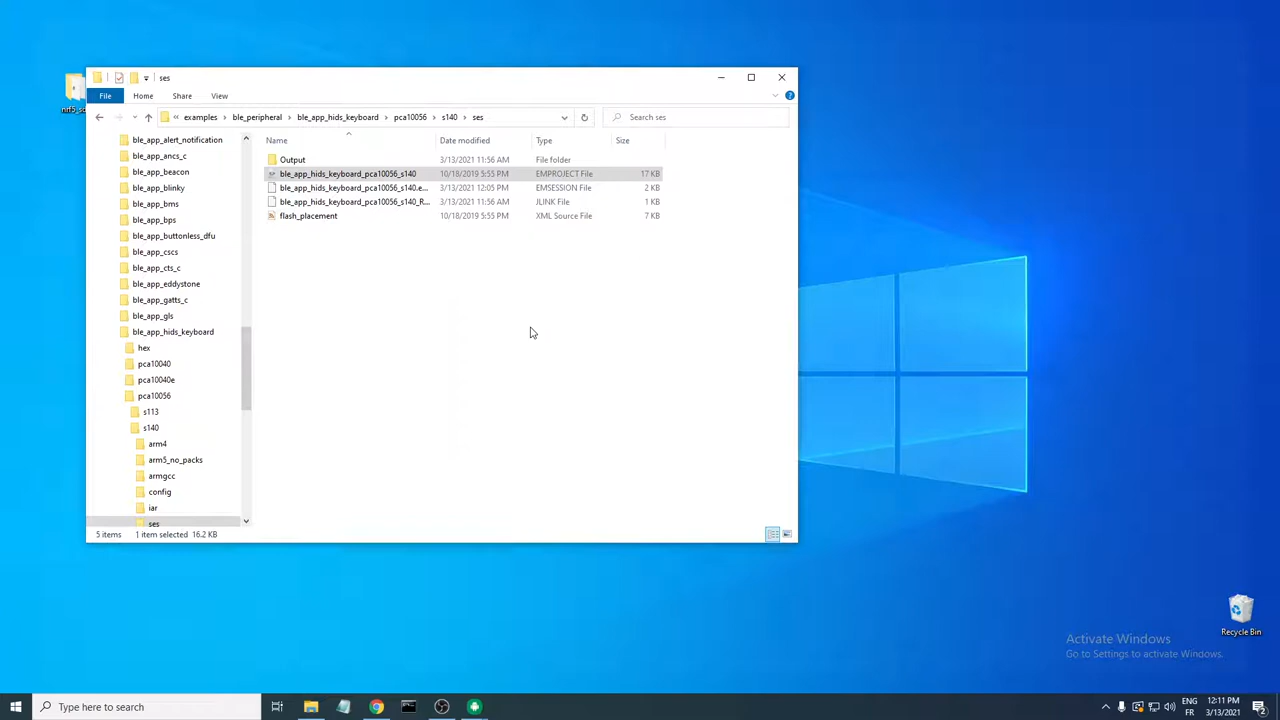 ses
File Home Share View
« examples > ble_peripheral > ble_app_hids_keyboard > pca10056 > s140 > ses
Search ses
Name Date modified Type Size
ble_app_alert_notification
ble_app_ancs_c
ble_app_beacon
ble_app_blinky
ble_app_bms
ble_app_bps
ble_app_buttonless_dfu
ble_app_cscs
ble_app_cts_c
ble_app_eddystone
ble_app_gatts_c
ble_app_gls
ble_app_hids_keyboard
hex
pca10040
pca10040e
pca10056
s113
s140
arm4
arm5_no_packs
armgcc
config
iar
ses
Output 3/13/2021 11:56 AM File folder
ble_app_hids_keyboard_pca10056_s140 10/18/2019 5:55 PM EMPROJECT File 17 KB
ble_app_hids_keyboard_pca10056_s140.e... 3/13/2021 12:05 PM EMSESSION File 2 KB
ble_app_hids_keyboard_pca10056_s140_R... 3/13/2021 11:56 AM JLINK File 1 KB
flash_placement 10/18/2019 5:55 PM XML Source File 7 KB
5 items 1 item selected 16.2 KB
Recycle Bin
Activate Windows
Go to Settings to activate Windows.
Type here to search
ENG
FR
12:11 PM
3/13/2021
2